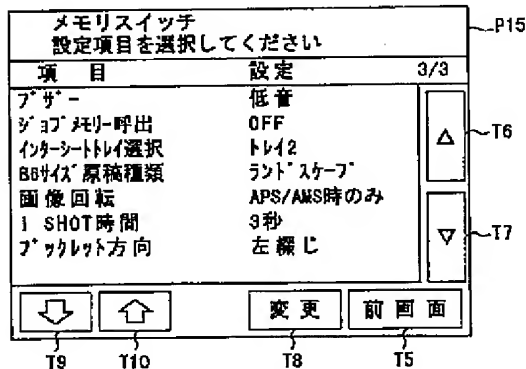 メモリスイッチ
設定項目を選択してください
P15
項 目 設定 3/3
ブザー 低音
ジョブメモリー呼出 OFF
インターシートトレイ選択 トレイ2
B6サイズ原稿種類 ランドスケープ
画像回転 APS/AMS時のみ
1 SHOT時間 3秒
ブックレット方向 左綴じ
T6
T7
変更 前画面
T9 T10 T8 T5